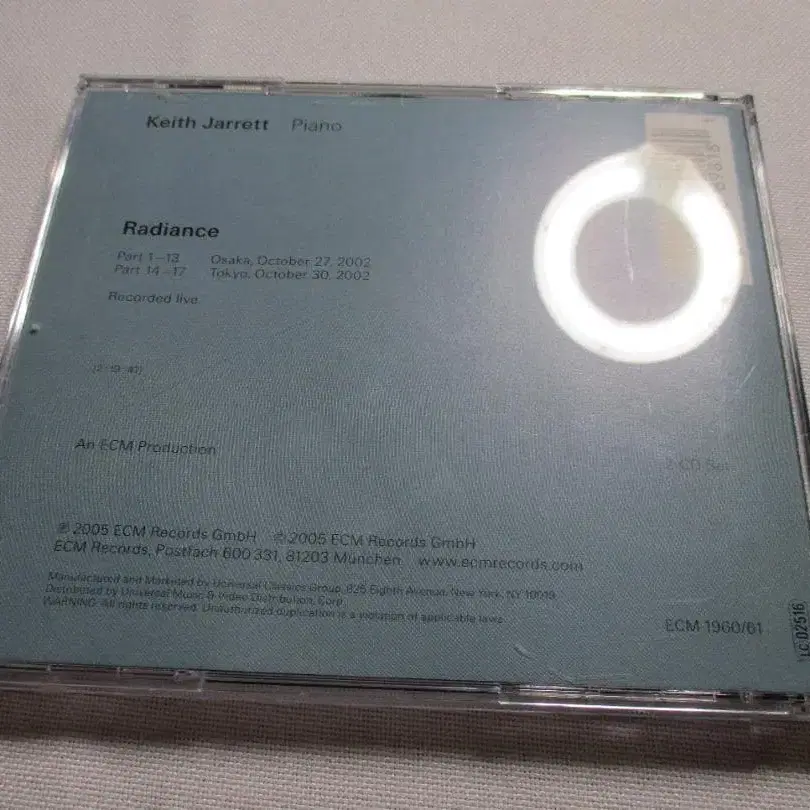 Keith Jarrett Piano
Radiance
Part 1–13 Osaka, October 27, 2002
Part 14–17 Tokyo, October 30, 2002
Recorded live
An ECM Production
2 CD Set
℗ 2005 ECM Records GmbH © 2005 ECM Records GmbH
ECM Records, Postfach 600 331, 81203 München www.ecmrecords.com
Manufactured and Marketed by Universal Classics Group, 825 Eighth Avenue, New York, NY 10019
Distributed by Universal Music & Video Distribution, Corp.
WARNING: All rights reserved. Unauthorized duplication is a violation of applicable laws.
ECM 1960/61
LC 02516